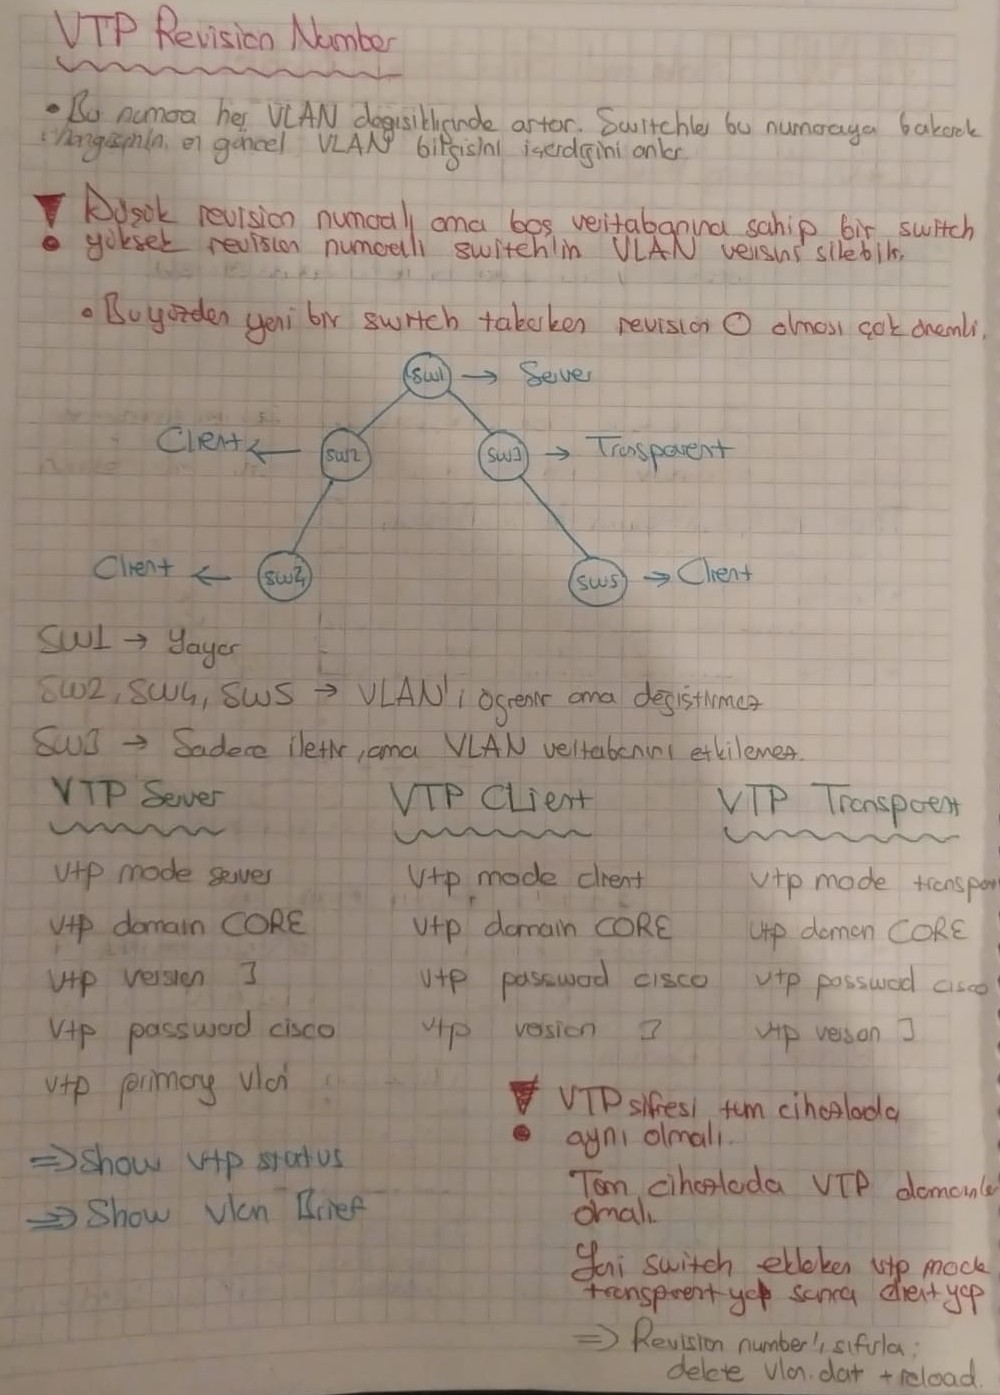 VTP Revision Number
• Bu numara her VLAN değişikliğinde artar. Switchler bu numaraya bakarak
hangisinin en güncel VLAN bilgisini içerdiğini anlar
! Düşük revision numaralı ama boş veritabanına sahip bir switch
yüksek revision numaralı switch'in VLAN verisini silebilir.
• Bu yüzden yeni bir switch takarken revision 0 olması çok önemli.
SW1 → Server
Client ← SW2 SW3 → Transparent
Client ← SW4 SW5 → Client
SW1 → Yayar
SW2, SW4, SW5 → VLAN'ı öğrenir ama değiştirmez
SW3 → Sadece iletir, ama VLAN veritabanını etkilemez.
VTP Server VTP CLient VTP Transparent
vtp mode server vtp mode client vtp mode transpar
vtp domain CORE vtp domain CORE vtp domain CORE
vtp version 3 vtp password cisco vtp password cisco
vtp password cisco vtp version 3 vtp version 3
vtp primary vlan
! VTP şifresi tüm cihazlarda
aynı olmalı.
⇒ Show vtp status
⇒ Show vlan Brief
Tüm cihazlarda VTP domainle
olmalı.
Yeni switch eklerken vtp mode
transparent yap sonra client yap
⇒ Revision number'ı sıfırla:
delete vlan.dat + reload.